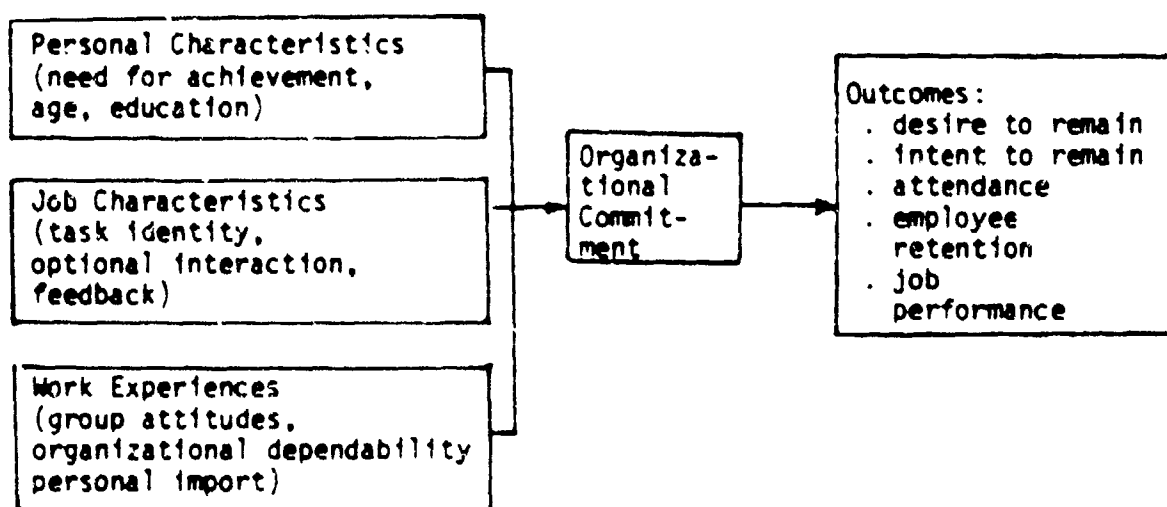 Personal Characteristics
(need for achievement,
age, education)
Job Characteristics
(task identity,
optional interaction,
feedback)
Work Experiences
(group attitudes,
organizational dependability
personal import)
Organiza-
tional
Commit-
ment
Outcomes:
. desire to remain
. intent to remain
. attendance
. employee
retention
. job
performance